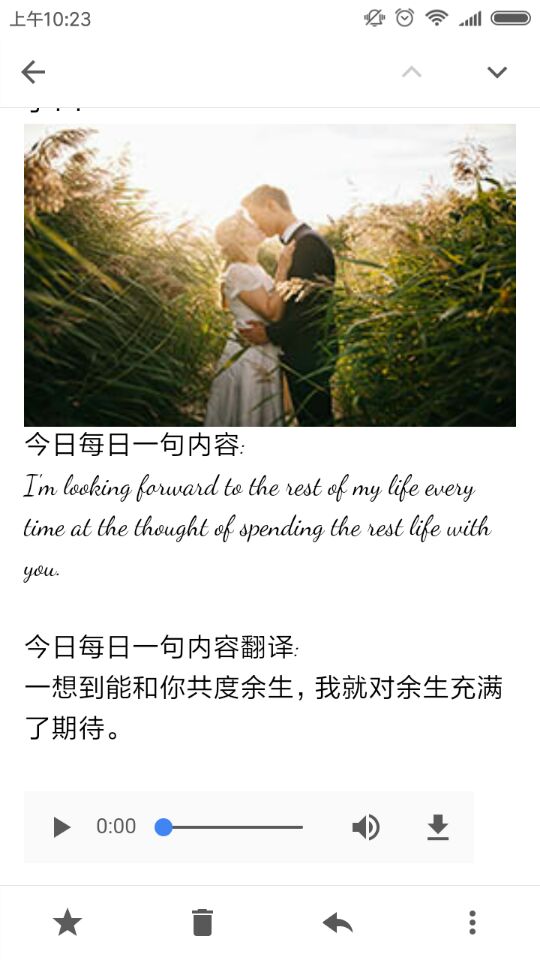 上午10:23
今日每日一句内容:
I'm looking forward to the rest of my life every
time at the thought of spending the rest life with
you.
今日每日一句内容翻译:
一想到能和你共度余生，我就对余生充满
了期待。
0:00